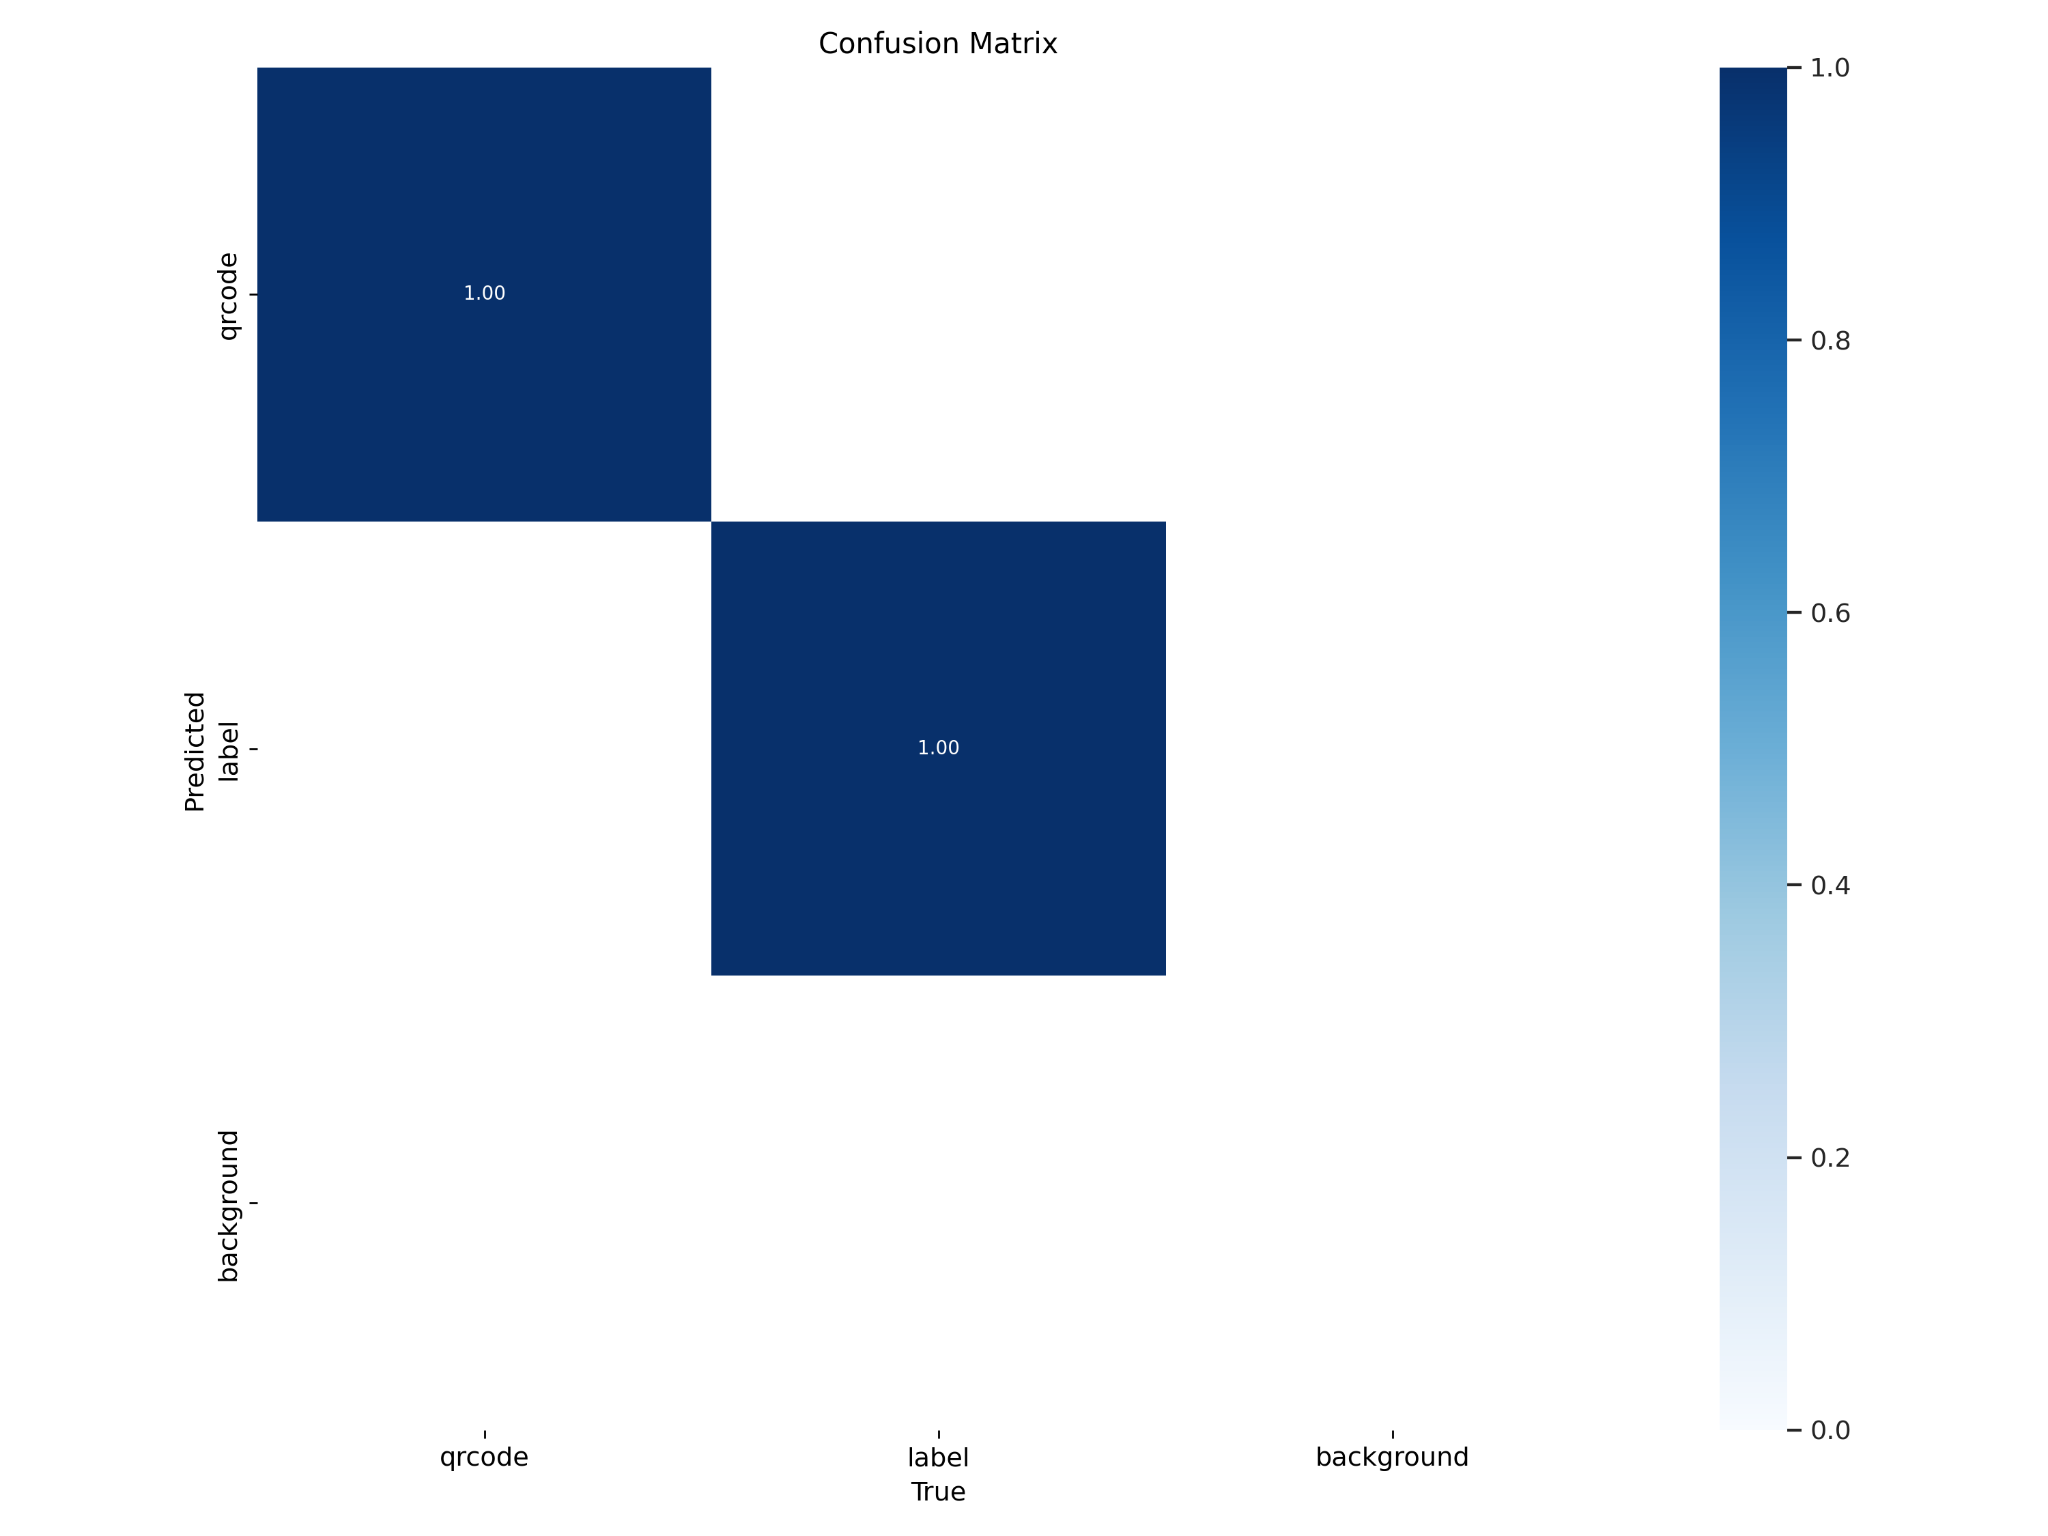 Confusion Matrix
1.0
qrcode
1.00
0.8
0.6
Predicted
label
1.00
0.4
0.2
background
0.0
qrcode
label
background
True